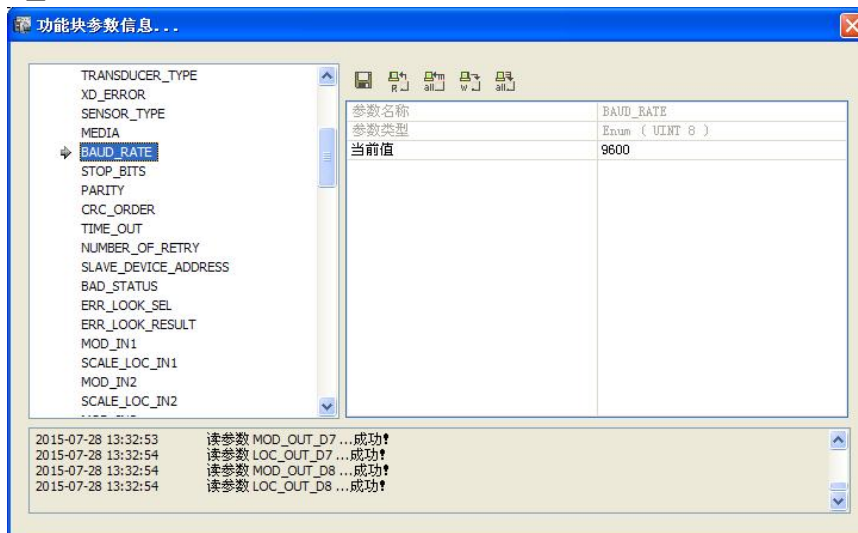 功能块参数信息...
TRANSDUCER_TYPE
XD_ERROR
SENSOR_TYPE
MEDIA
BAUD_RATE
STOP_BITS
PARITY
CRC_ORDER
TIME_OUT
NUMBER_OF_RETRY
SLAVE_DEVICE_ADDRESS
BAD_STATUS
ERR_LOOK_SEL
ERR_LOOK_RESULT
MOD_IN1
SCALE_LOC_IN1
MOD_IN2
SCALE_LOC_IN2
R all w all
参数名称 BAUD_RATE
参数类型 Enum ( UINT 8 )
当前值 9600
2015-07-28 13:32:53 读参数 MOD_OUT_D7 ...成功!
2015-07-28 13:32:54 读参数 LOC_OUT_D7 ...成功!
2015-07-28 13:32:54 读参数 MOD_OUT_D8 ...成功!
2015-07-28 13:32:54 读参数 LOC_OUT_D8 ...成功!